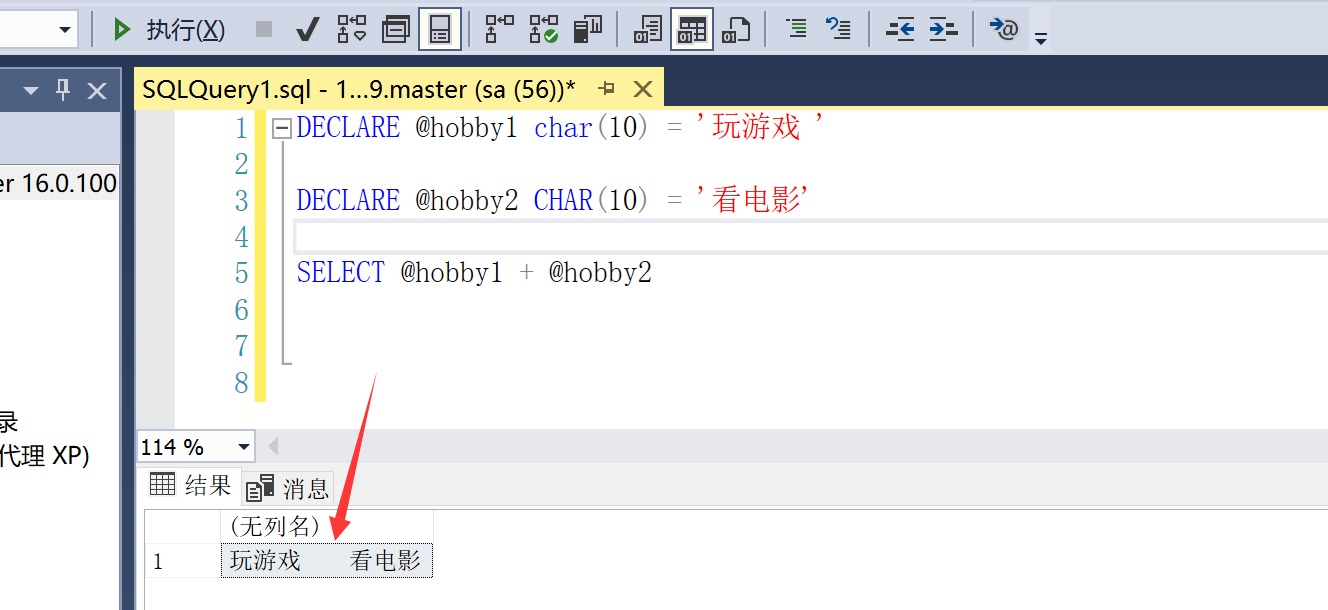 执行(X)
SQLQuery1.sql - 1...9.master (sa (56))*
er 16.0.100
录
代理 XP)
1 DECLARE @hobby1 char(10) = '玩游戏 '
2
3 DECLARE @hobby2 CHAR(10) = '看电影'
4
5 SELECT @hobby1 + @hobby2
6
7
8
114 %
结果 消息
(无列名)
1 玩游戏    看电影